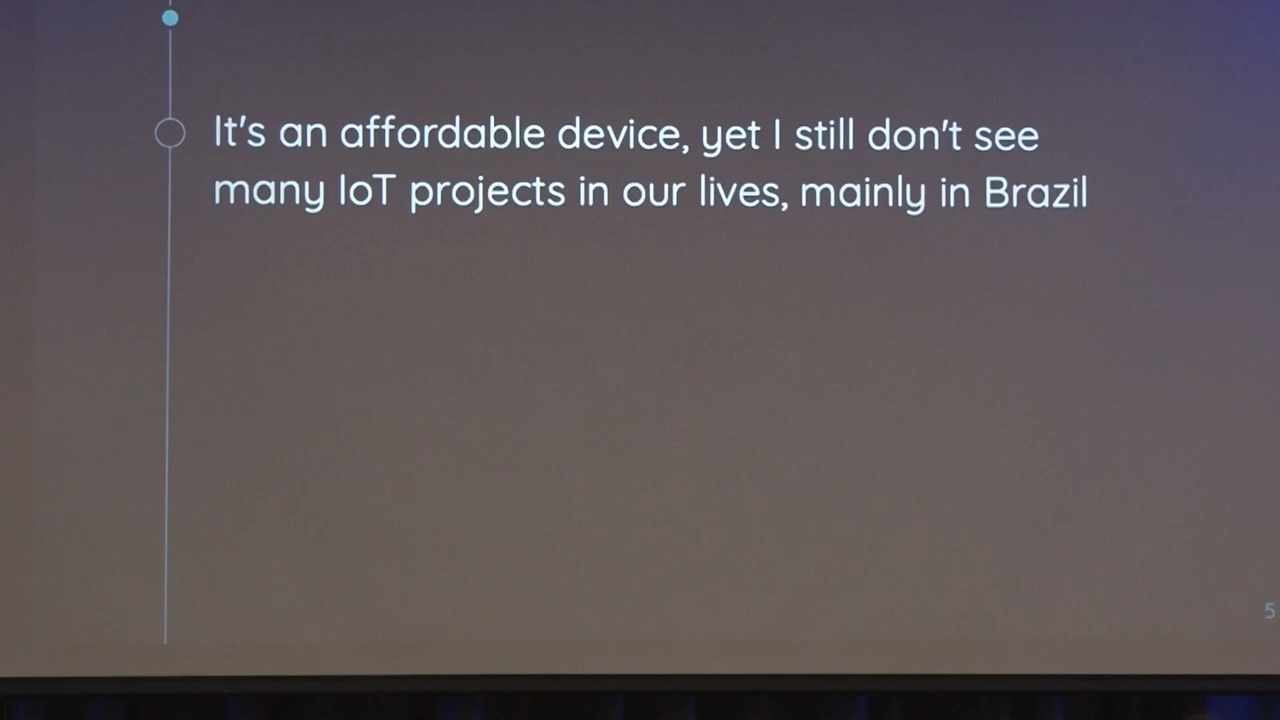 It's an affordable device, yet I still don't see
many IoT projects in our lives, mainly in Brazil
5